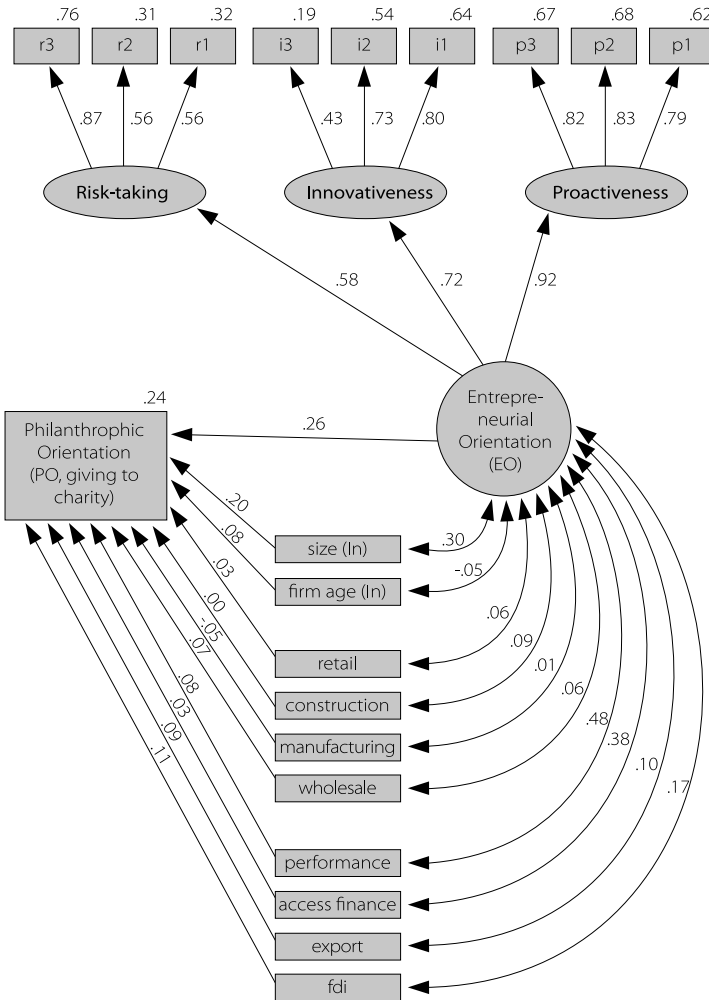 .76 .31 .32 .19 .54 .64 .67 .68 .62
r3 r2 r1 i3 i2 i1 p3 p2 p1
.87 .56 .56 .43 .73 .80 .82 .83 .79
Risk-taking Innovativeness Proactiveness
.58 .72 .92
.24
Philanthrophic
Orientation
(PO, giving to
charity)
Entrepre-
neurial
Orientation
(EO)
.26
.20
.08
.03
.00
-.05
.07
.08
.03
.09
.11
size (ln)
firm age (ln)
retail
construction
manufacturing
wholesale
performance
access finance
export
fdi
.30
-.05
.06
.09
.01
.06
.48
.38
.10
.17